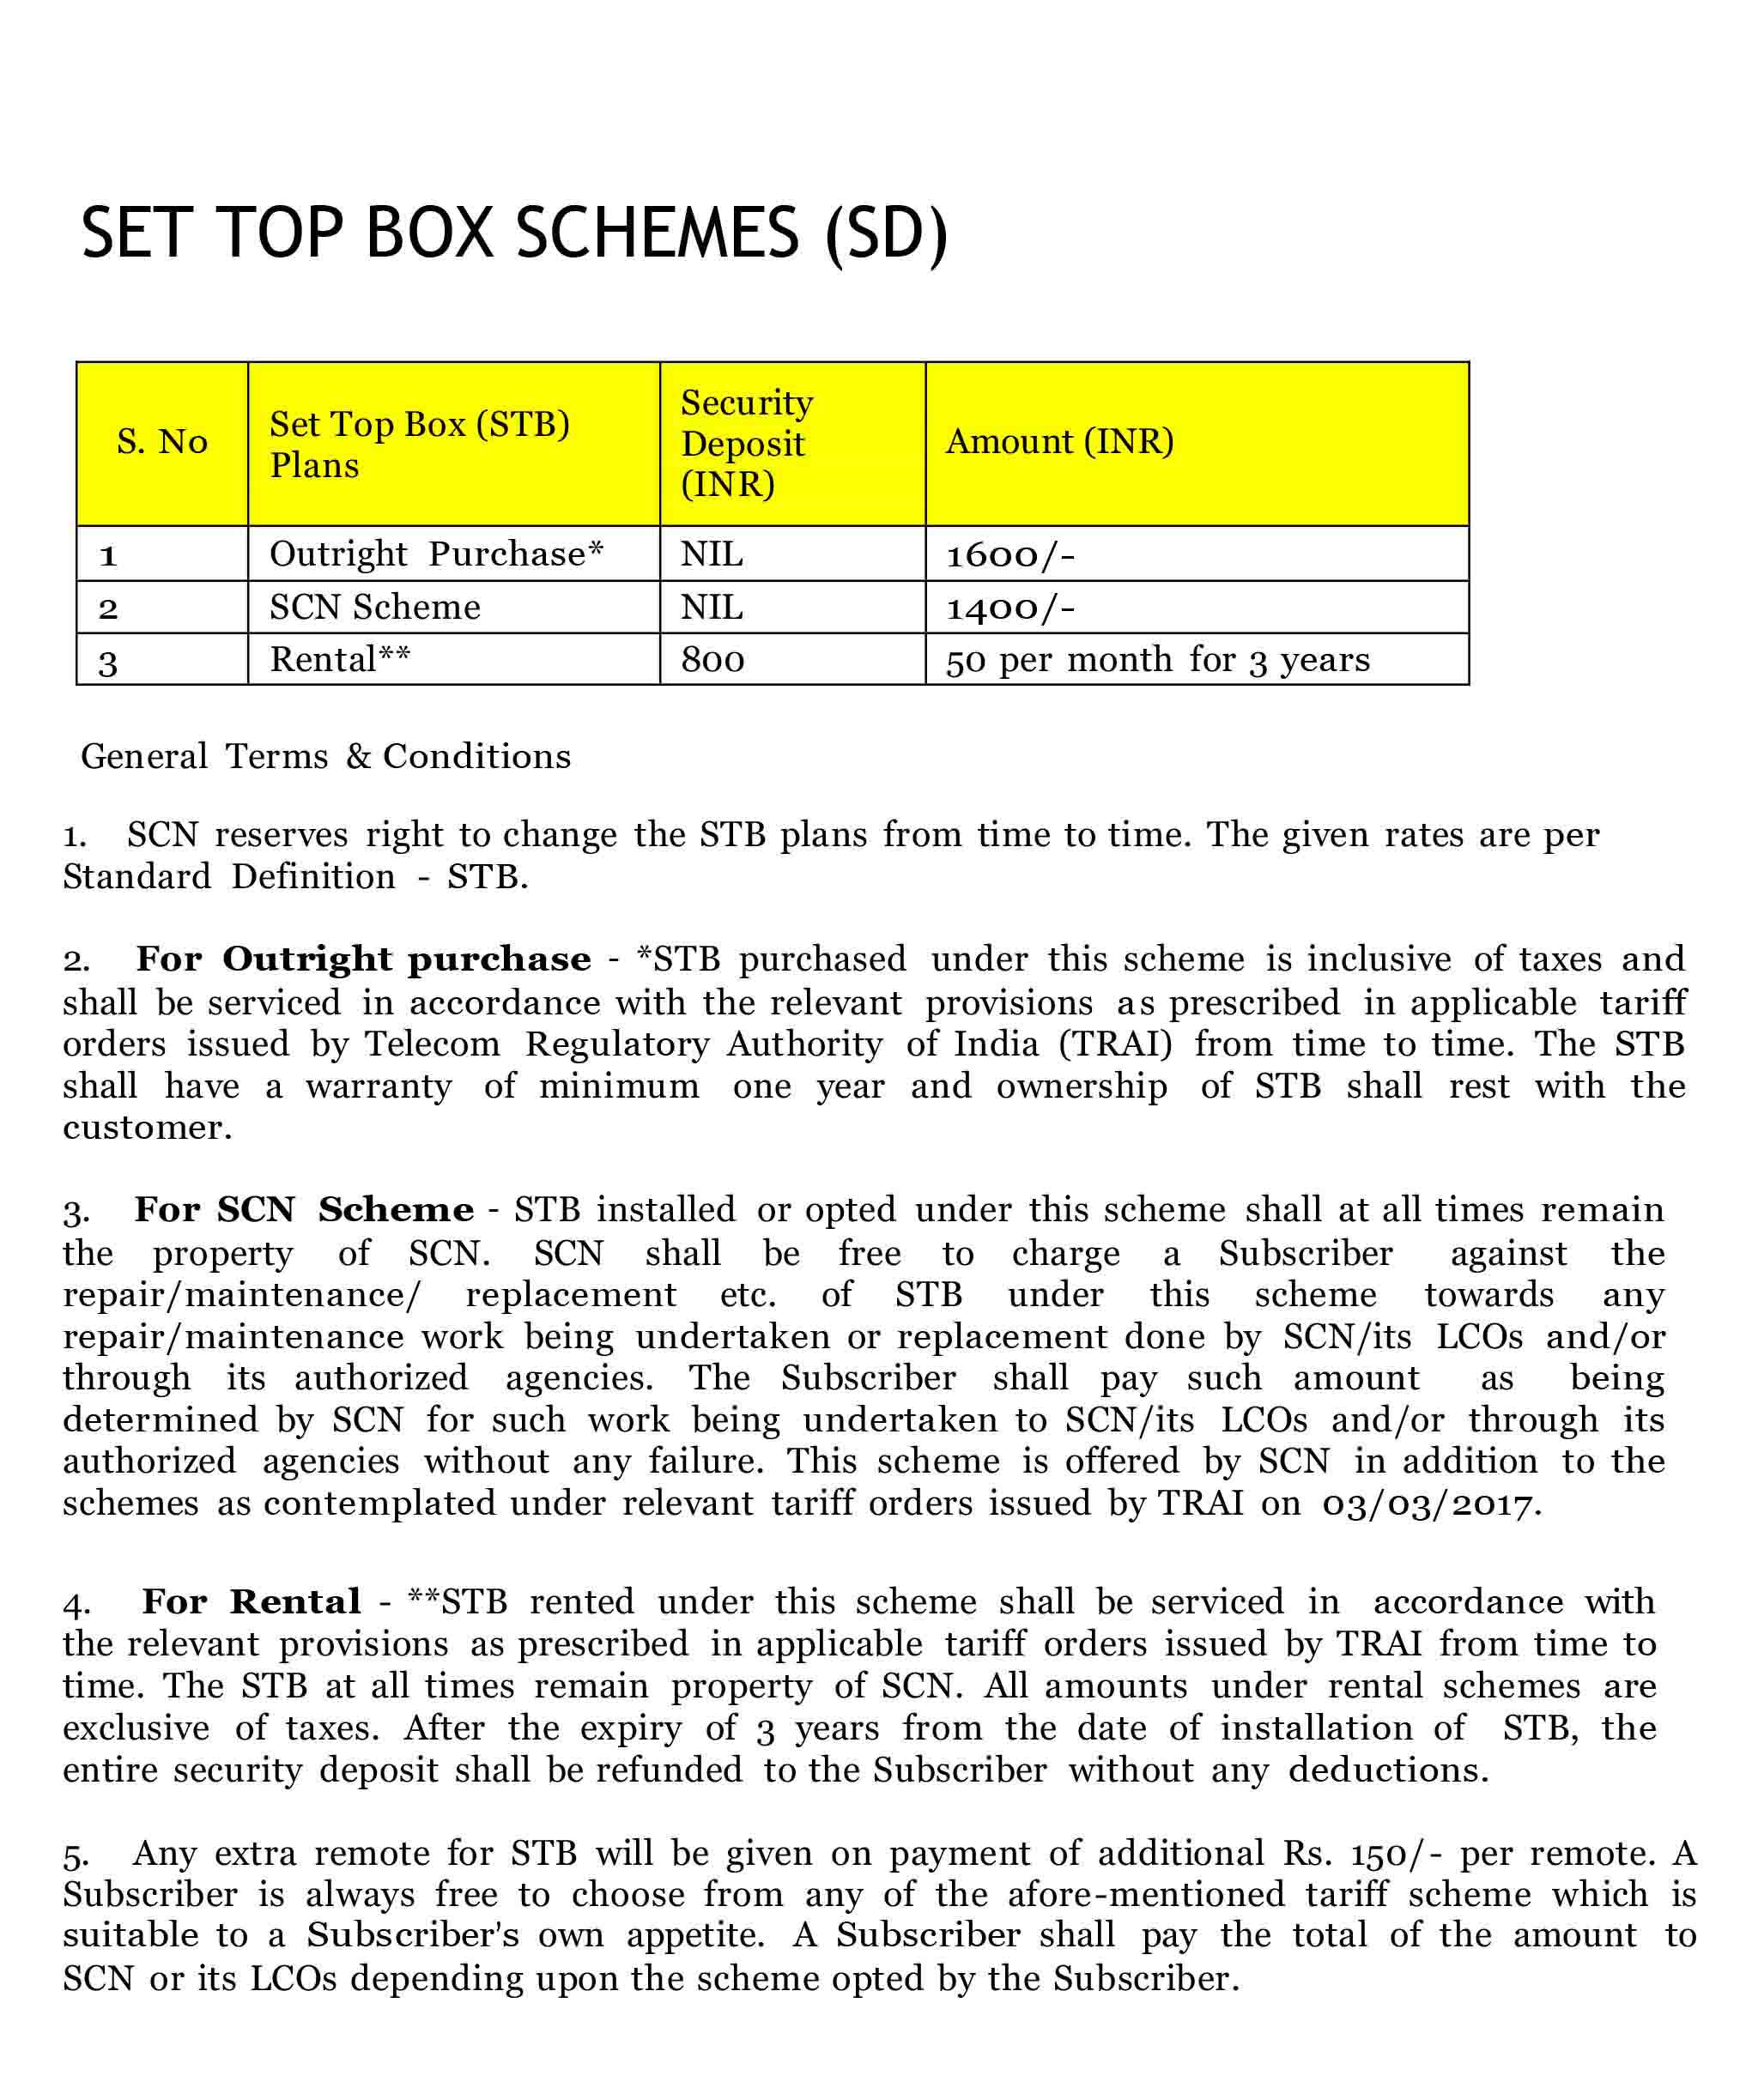 SET TOP BOX SCHEMES (SD)
S. No
Set Top Box (STB)
Plans
Security
Deposit
(INR)
Amount (INR)
1 Outright Purchase* NIL 1600/-
2 SCN Scheme NIL 1400/-
3 Rental** 800 50 per month for 3 years
General Terms & Conditions
1. SCN reserves right to change the STB plans from time to time. The given rates are per
Standard Definition - STB.
2. For Outright purchase - *STB purchased under this scheme is inclusive of taxes and
shall be serviced in accordance with the relevant provisions as prescribed in applicable tariff
orders issued by Telecom Regulatory Authority of India (TRAI) from time to time. The STB
shall have a warranty of minimum one year and ownership of STB shall rest with the
customer.
3. For SCN Scheme - STB installed or opted under this scheme shall at all times remain
the property of SCN. SCN shall be free to charge a Subscriber against the
repair/maintenance/ replacement etc. of STB under this scheme towards any
repair/maintenance work being undertaken or replacement done by SCN/its LCOs and/or
through its authorized agencies. The Subscriber shall pay such amount as being
determined by SCN for such work being undertaken to SCN/its LCOs and/or through its
authorized agencies without any failure. This scheme is offered by SCN in addition to the
schemes as contemplated under relevant tariff orders issued by TRAI on 03/03/2017.
4. For Rental - **STB rented under this scheme shall be serviced in accordance with
the relevant provisions as prescribed in applicable tariff orders issued by TRAI from time to
time. The STB at all times remain property of SCN. All amounts under rental schemes are
exclusive of taxes. After the expiry of 3 years from the date of installation of STB, the
entire security deposit shall be refunded to the Subscriber without any deductions.
5. Any extra remote for STB will be given on payment of additional Rs. 150/- per remote. A
Subscriber is always free to choose from any of the afore-mentioned tariff scheme which is
suitable to a Subscriber's own appetite. A Subscriber shall pay the total of the amount to
SCN or its LCOs depending upon the scheme opted by the Subscriber.